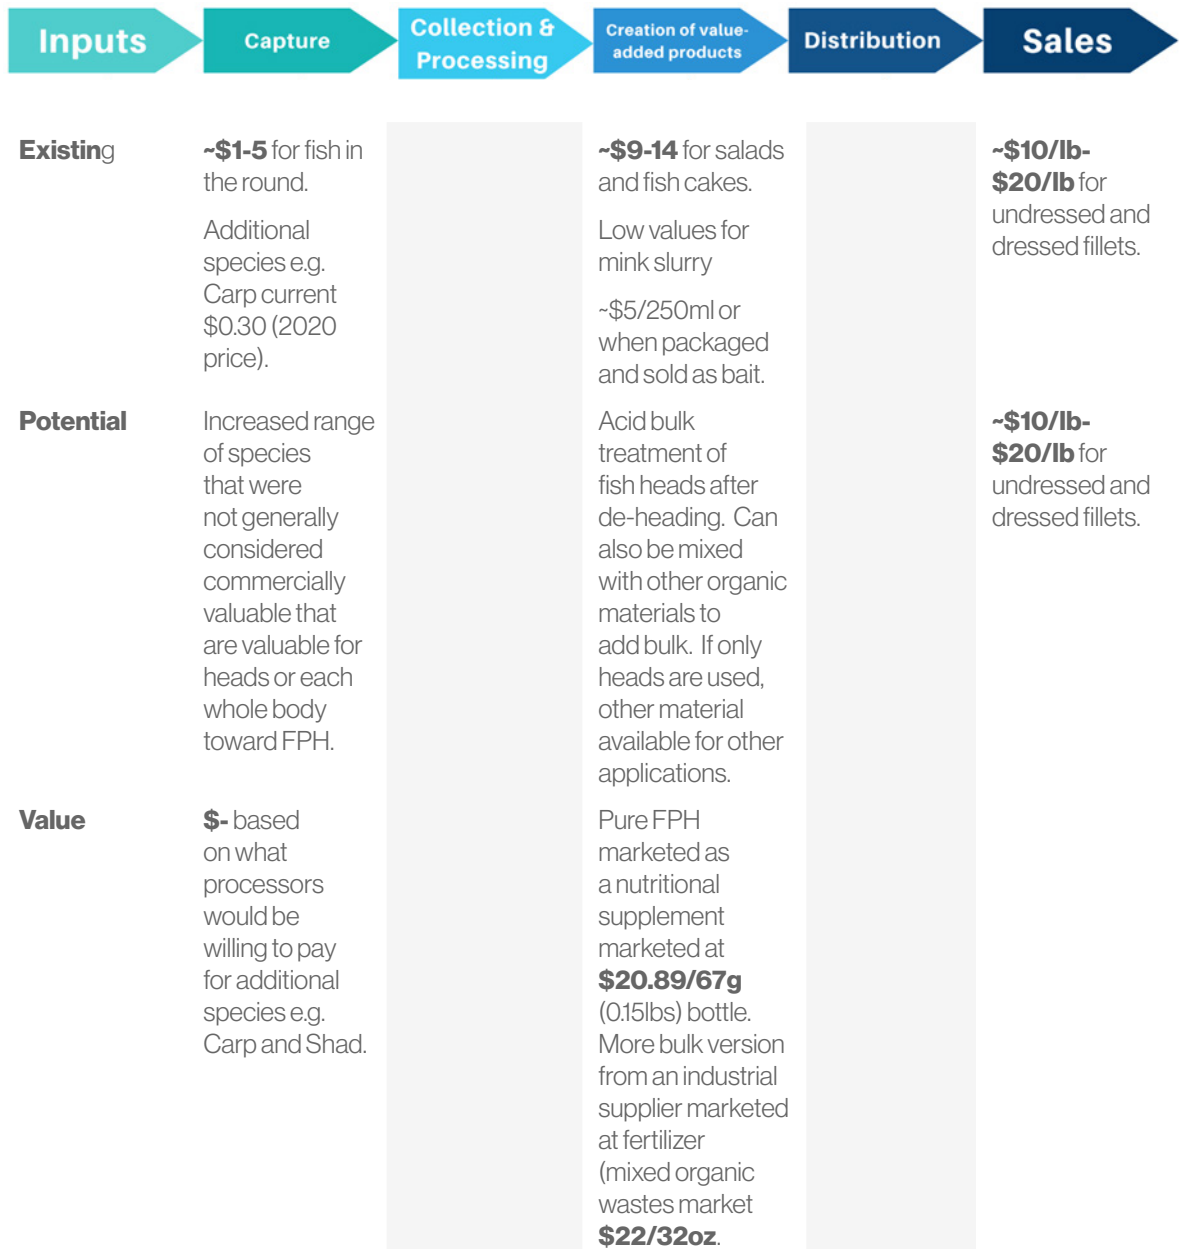 Inputs
Capture
Collection &
Processing
Creation of value-
added products
Distribution
Sales
Existing
~$1-5 for fish in
the round.
Additional
species e.g.
Carp current
$0.30 (2020
price).
~$9-14 for salads
and fish cakes.
Low values for
mink slurry
~$5/250ml or
when packaged
and sold as bait.
~$10/lb-
$20/lb for
undressed and
dressed fillets.
Potential
Increased range
of species
that were
not generally
considered
commercially
valuable that
are valuable for
heads or each
whole body
toward FPH.
Acid bulk
treatment of
fish heads after
de-heading. Can
also be mixed
with other organic
materials to
add bulk. If only
heads are used,
other material
available for other
applications.
~$10/lb-
$20/lb for
undressed and
dressed fillets.
Value
$- based
on what
processors
would be
willing to pay
for additional
species e.g.
Carp and Shad.
Pure FPH
marketed as
a nutritional
supplement
marketed at
$20.89/67g
(0.15lbs) bottle.
More bulk version
from an industrial
supplier marketed
at fertilizer
(mixed organic
wastes market
$22/32oz.